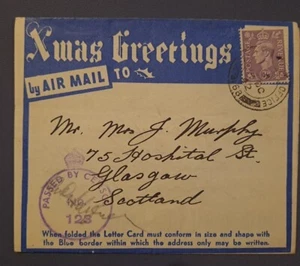 Xmas Greetings
by AIR MAIL TO
Mr. Mrs J. Murphy
75 Hospital St.
Glasgow
Scotland
PASSED BY
123
When folded the Letter Card must conform in size and shape with
the Blue border within which the address only may be written.